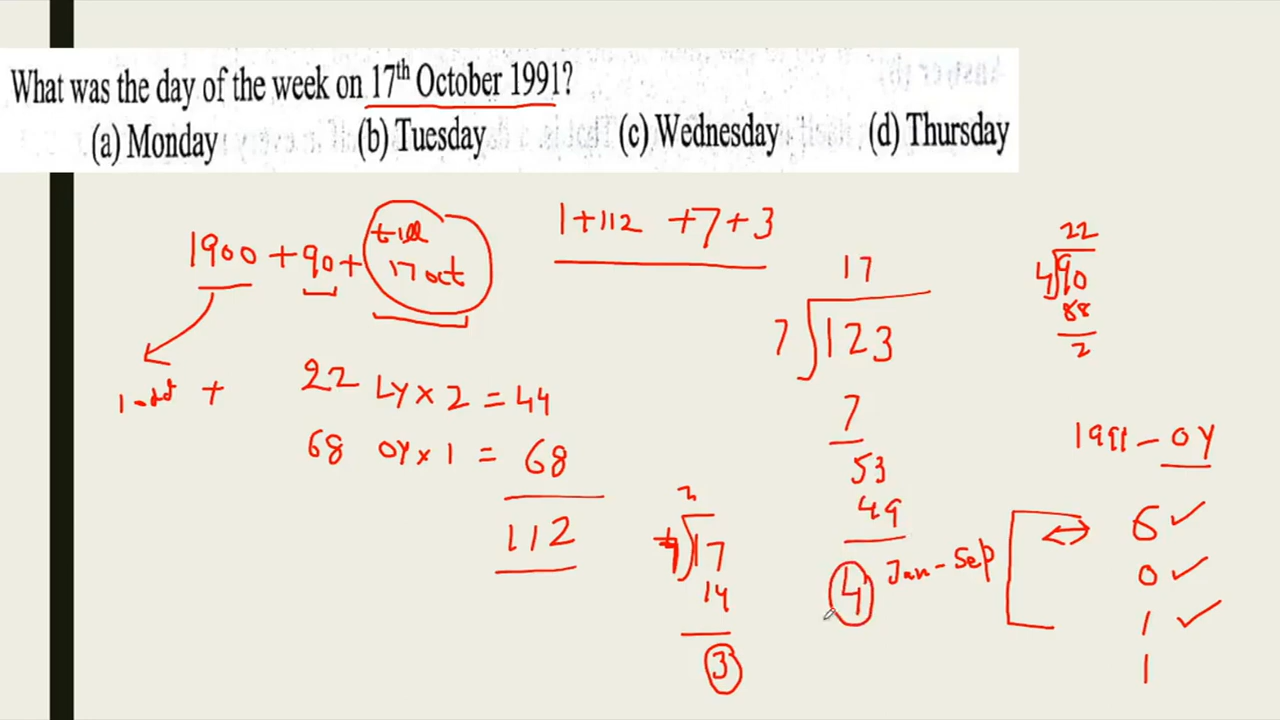 What was the day of the week on 17th October 1991?
(a) Monday (b) Tuesday (c) Wednesday (d) Thursday
1900 + 90 + till 17 oct
1 + 112 + 7 + 3
22
4 90
88
2
17
7 123
7
53
49
4
1 odd +
22 LY × 2 = 44
68 OY × 1 = 68
112
2
7 17
14
3
Jan - Sep
1991 - OY
6
0
1
1